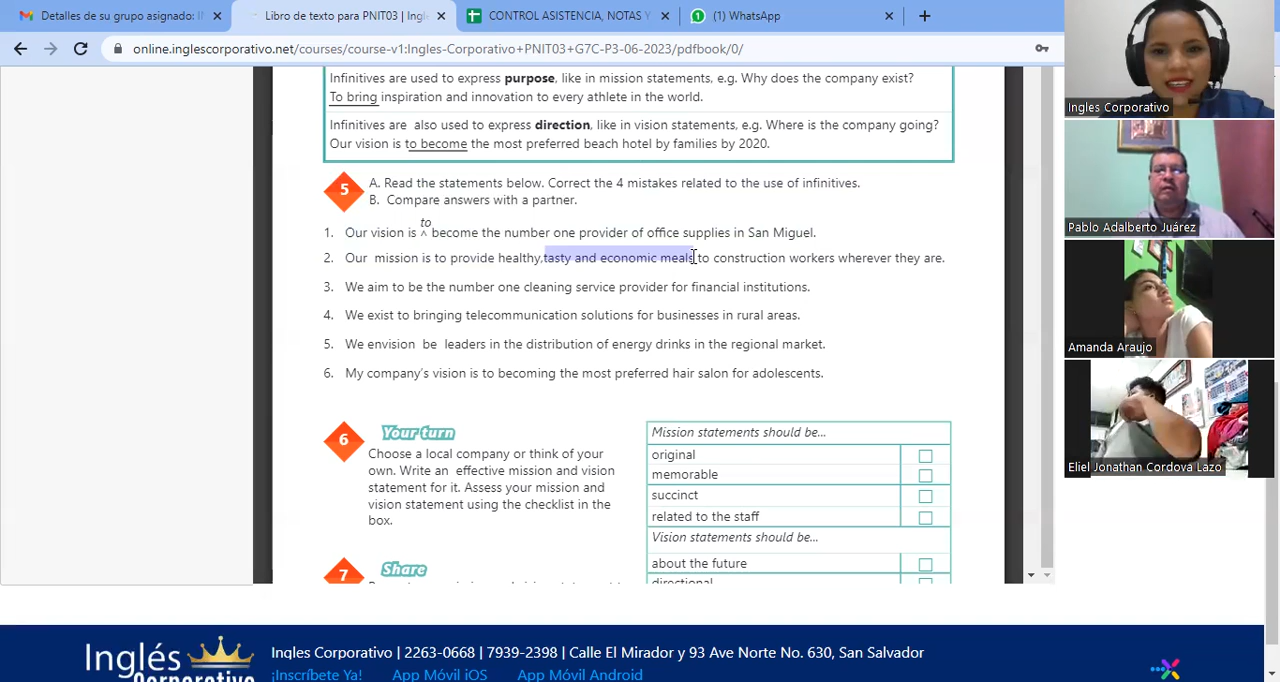 Detalles de su grupo asignado: IN
Libro de texto para PNIT03 | Ingl
CONTROL ASISTENCIA, NOTAS Y
(1) WhatsApp
online.inglescorporativo.net/courses/course-v1:Ingles-Corporativo+PNIT03+G7C-P3-06-2023/pdfbook/0/
Infinitives are used to express purpose, like in mission statements, e.g. Why does the company exist?
To bring inspiration and innovation to every athlete in the world.
Infinitives are also used to express direction, like in vision statements, e.g. Where is the company going?
Our vision is to become the most preferred beach hotel by families by 2020.
5
A. Read the statements below. Correct the 4 mistakes related to the use of infinitives.
B. Compare answers with a partner.
to
1. Our vision is ^ become the number one provider of office supplies in San Miguel.
2. Our mission is to provide healthy,tasty and economic meals to construction workers wherever they are.
3. We aim to be the number one cleaning service provider for financial institutions.
4. We exist to bringing telecommunication solutions for businesses in rural areas.
5. We envision be leaders in the distribution of energy drinks in the regional market.
6. My company's vision is to becoming the most preferred hair salon for adolescents.
6
Your turn
Choose a local company or think of your
own. Write an effective mission and vision
statement for it. Assess your mission and
vision statement using the checklist in the
box.
Mission statements should be...
original
memorable
succinct
related to the staff
Vision statements should be...
about the future
directional
7
Share
Ingles Corporativo
Pablo Adalberto Juárez
Amanda Araujo
Eliel Jonathan Cordova Lazo
Inglés
Corporativo
Ingles Corporativo | 2263-0668 | 7939-2398 | Calle El Mirador y 93 Ave Norte No. 630, San Salvador
¡Inscríbete Ya! App Móvil iOS App Móvil Android